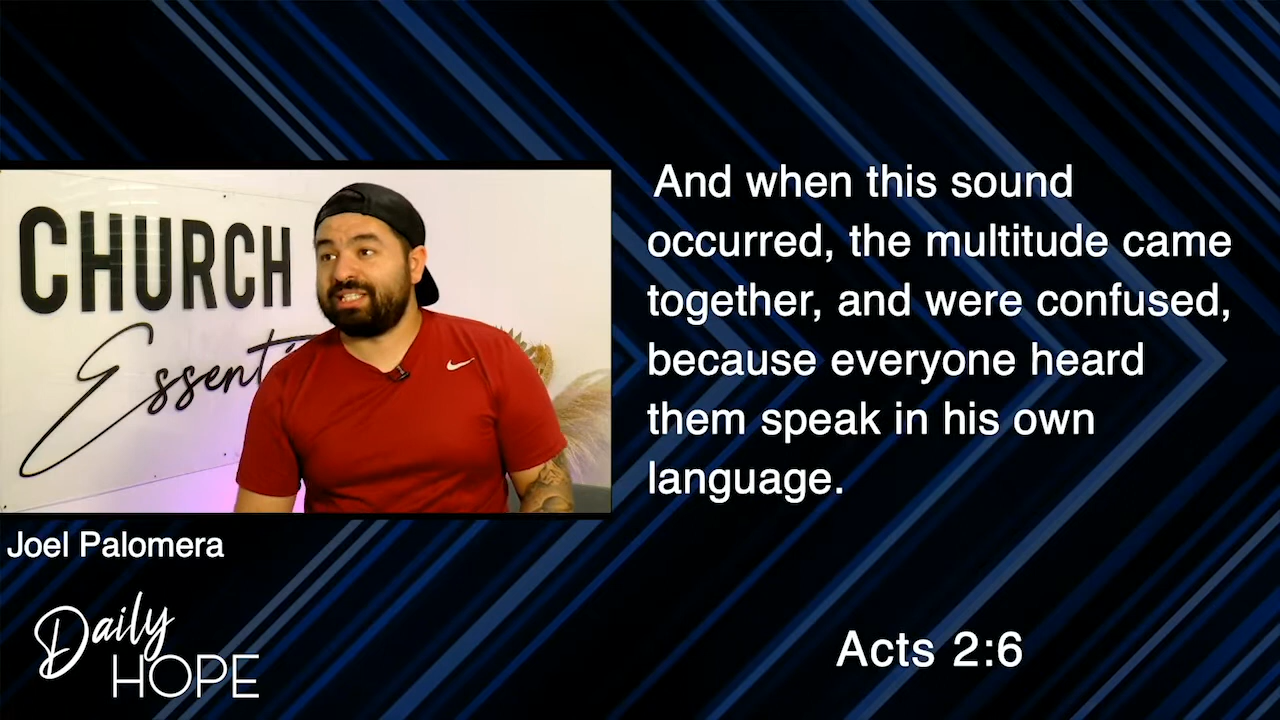 CHURCH
Essenti
And when this sound
occurred, the multitude came
together, and were confused,
because everyone heard
them speak in his own
language.
Joel Palomera
Daily
HOPE
Acts 2:6